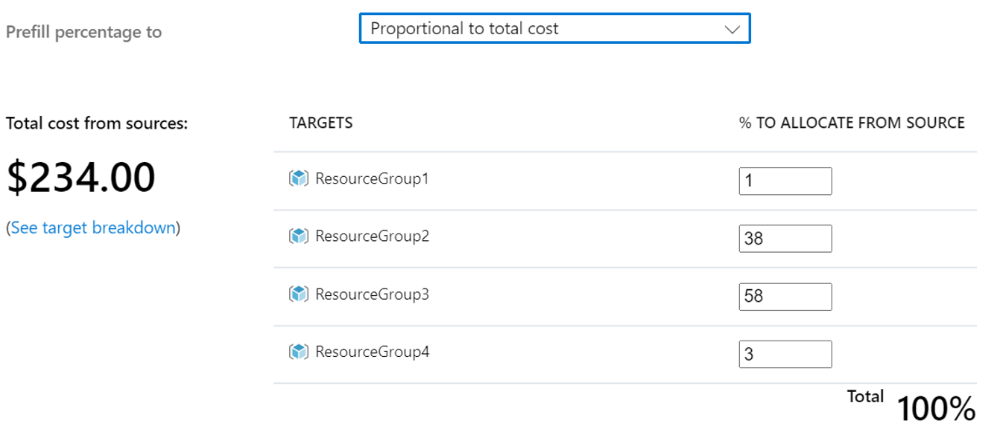 Prefill percentage to
Proportional to total cost
Total cost from sources:
$234.00
(See target breakdown)
TARGETS % TO ALLOCATE FROM SOURCE
ResourceGroup1 1
ResourceGroup2 38
ResourceGroup3 58
ResourceGroup4 3
Total 100%